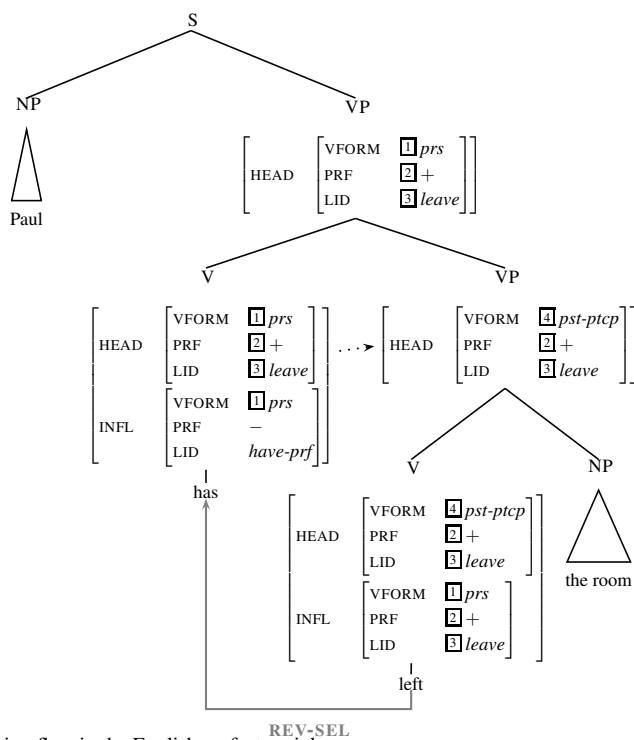 S
NP VP
HEAD VFORM 1 prs
PRF 2 +
LID 3 leave
Paul
V VP
HEAD VFORM 1 prs
PRF 2 +
LID 3 leave
INFL VFORM 1 prs
PRF −
LID have-prf
HEAD VFORM 4 pst-ptcp
PRF 2 +
LID 3 leave
has
V NP
HEAD VFORM 4 pst-ptcp
PRF 2 +
LID 3 leave
INFL VFORM 1 prs
PRF 2 +
LID 3 leave
the room
left
REV-SEL